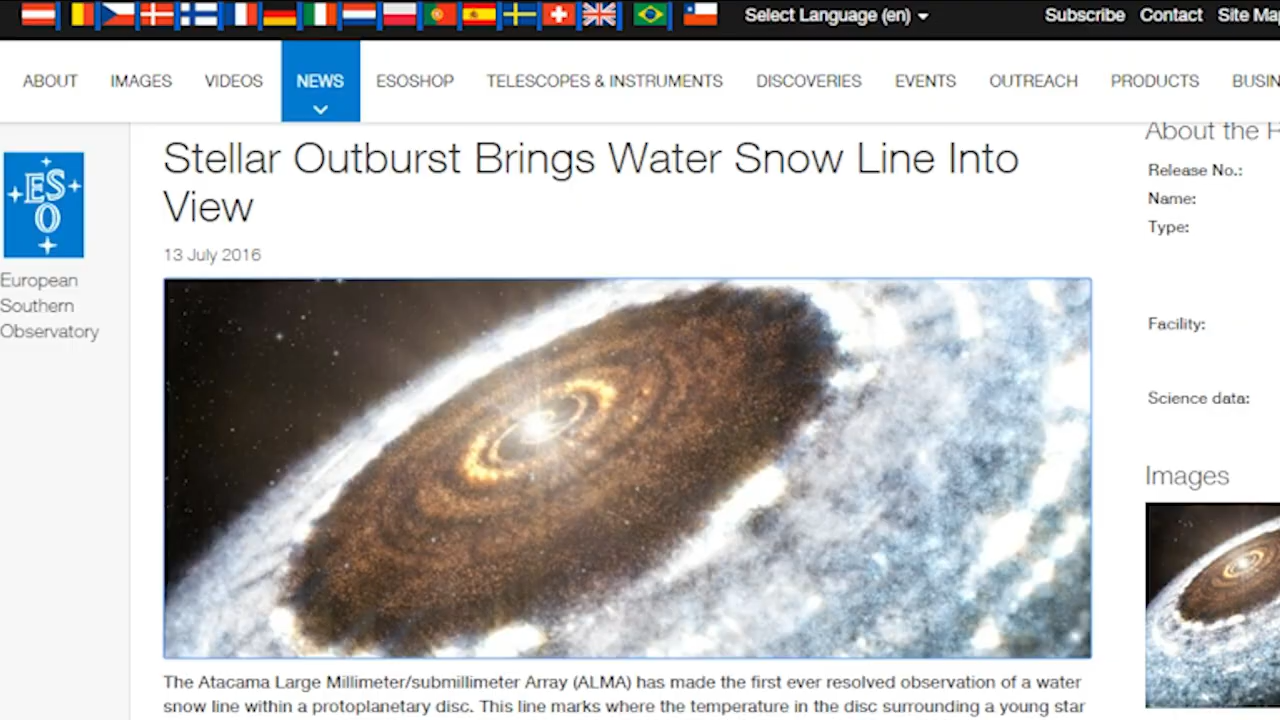 Select Language (en)
Subscribe Contact Site Map
ABOUT IMAGES VIDEOS NEWS ESOSHOP TELESCOPES & INSTRUMENTS DISCOVERIES EVENTS OUTREACH PRODUCTS BUSIN
ES
O
European
Southern
Observatory
Stellar Outburst Brings Water Snow Line Into
View
13 July 2016
The Atacama Large Millimeter/submillimeter Array (ALMA) has made the first ever resolved observation of a water
snow line within a protoplanetary disc. This line marks where the temperature in the disc surrounding a young star
About the
Release No.:
Name:
Type:
Facility:
Science data:
Images